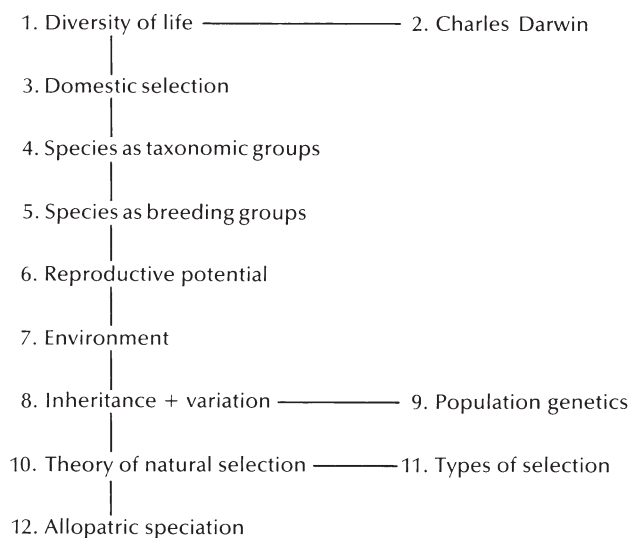 1. Diversity of life 2. Charles Darwin
3. Domestic selection
4. Species as taxonomic groups
5. Species as breeding groups
6. Reproductive potential
7. Environment
8. Inheritance + variation 9. Population genetics
10. Theory of natural selection 11. Types of selection
12. Allopatric speciation